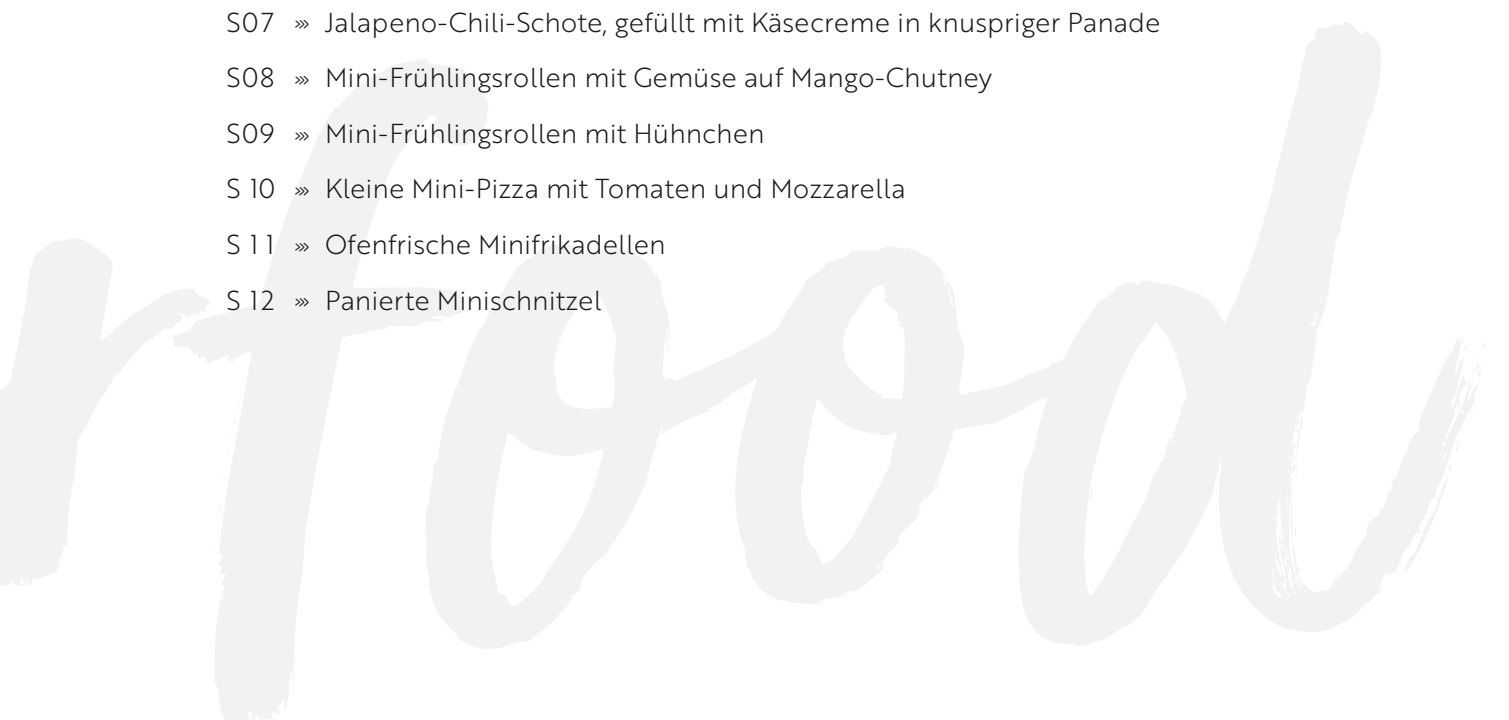 S07 »» Jalapeno-Chili-Schote, gefüllt mit Käsecreme in knuspriger Panade
S08 »» Mini-Frühlingsrollen mit Gemüse auf Mango-Chutney
S09 »» Mini-Frühlingsrollen mit Hühnchen
S 10 »» Kleine Mini-Pizza mit Tomaten und Mozzarella
S 11 »» Ofenfrische Minifrikadellen
S 12 »» Panierte Minischnitzel
rfood